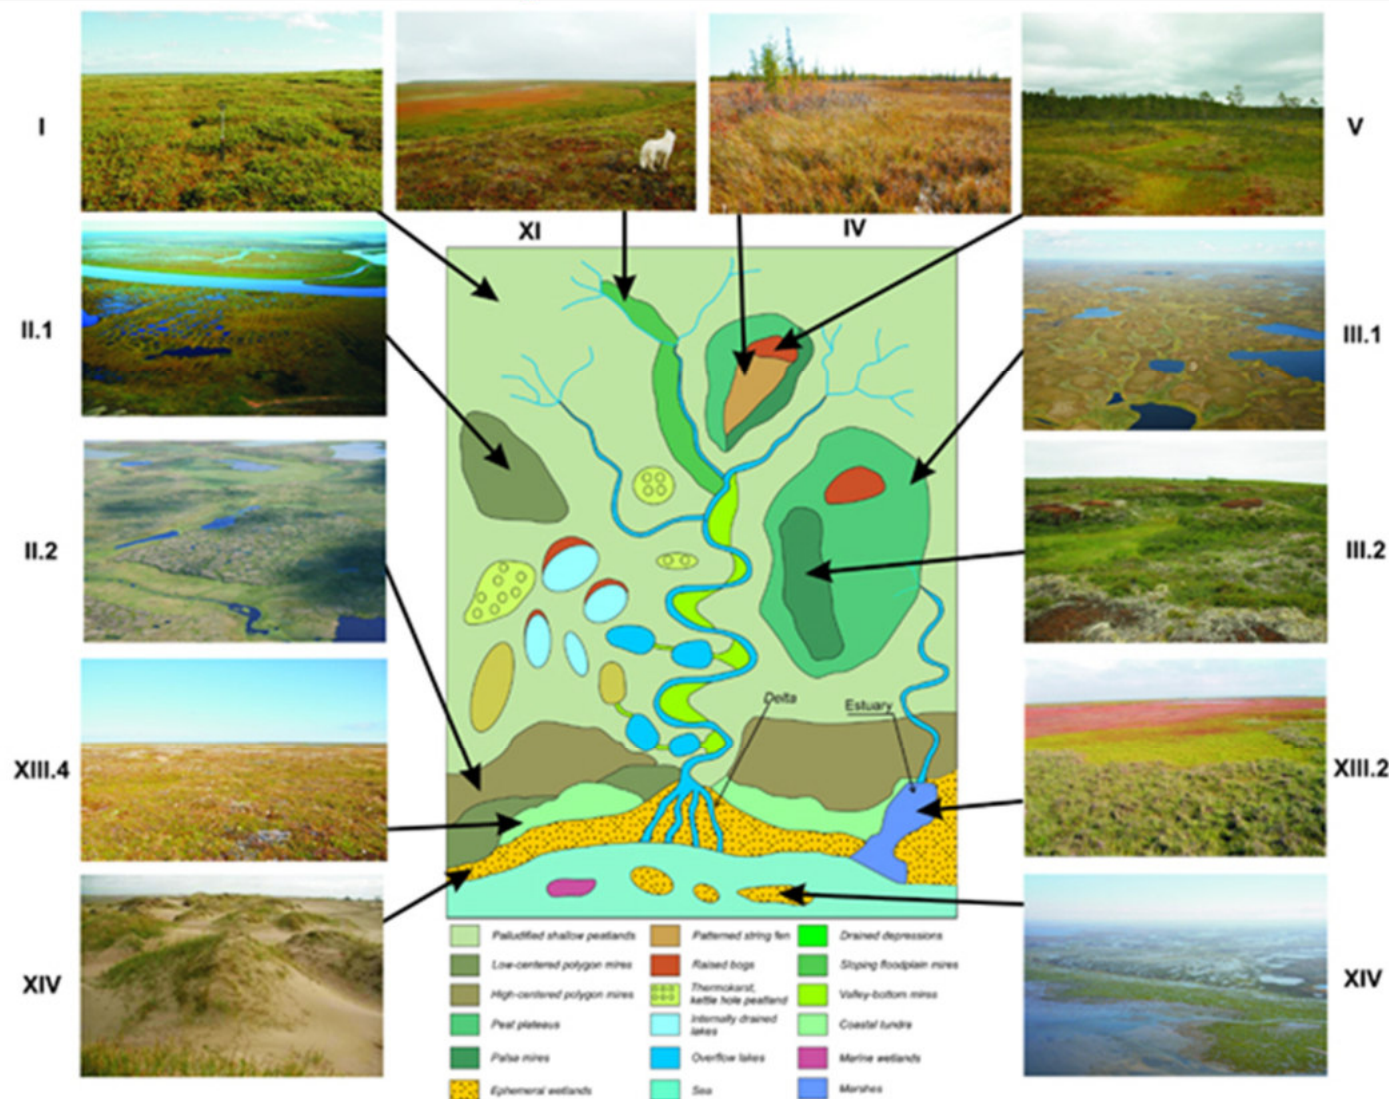 I
V
XI
IV
II.1
III.1
II.2
III.2
Delta
Estuary
XIII.4
XIII.2
XIV
XIV
Palludified shallow peatlands
Patterned string fen
Drained depressions
Low-centered polygon mires
Raised bogs
Sloping floodplain mires
High-centered polygon mires
Thermokarst,
kettle hole peatland
Valley-bottom mires
Peat plateaus
Internally drained
lakes
Coastal tundra
Palsa mires
Overflow lakes
Marine wetlands
Ephemeral wetlands
Sea
Marshes